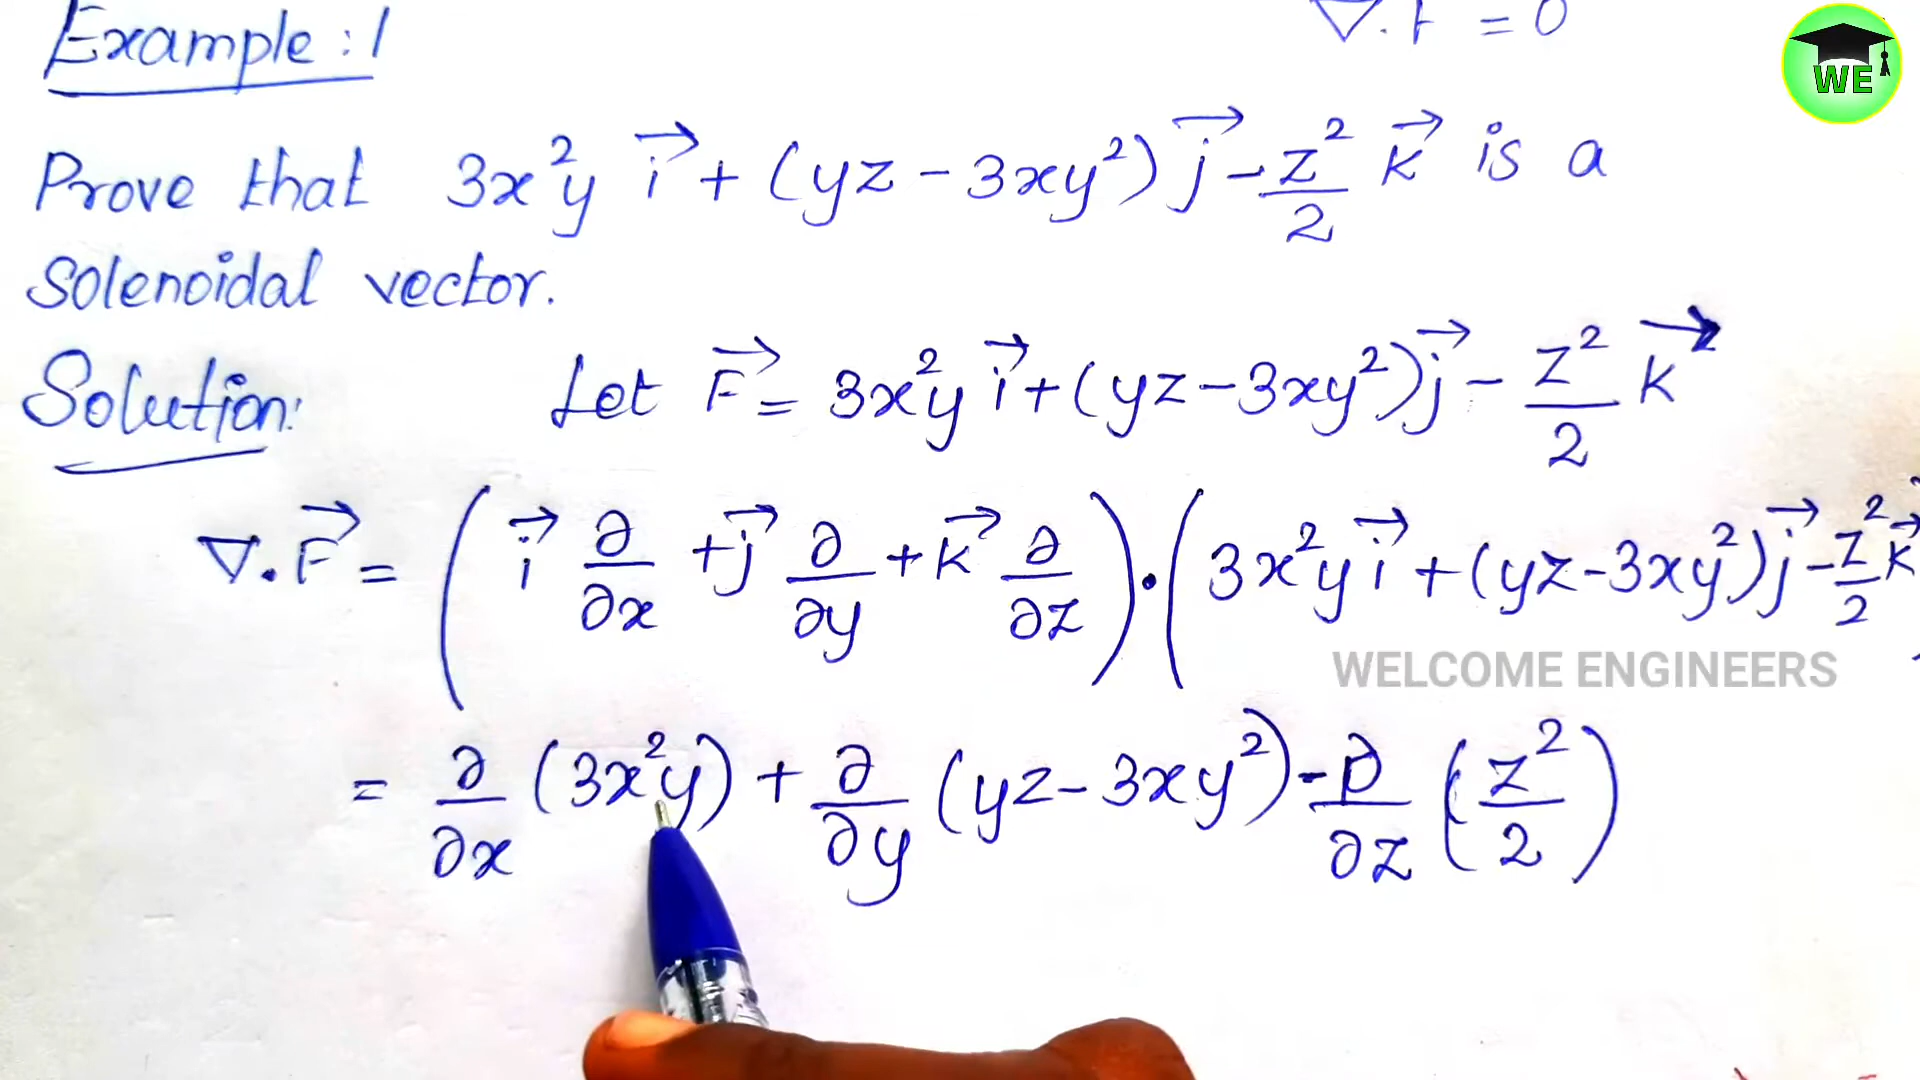 Example : 1
∇ . F = 0
WE
Prove that 3x²y i⃗ + (yz - 3xy²) j⃗ - z²/2 k⃗ is a
Solenoidal vector.
Solution: Let F⃗ = 3x²y i⃗ + (yz - 3xy²) j⃗ - z²/2 k⃗
∇ . F⃗ = ( i⃗ ∂/∂x + j⃗ ∂/∂y + k⃗ ∂/∂z ) . ( 3x²y i⃗ + (yz - 3xy²) j⃗ - z²/2 k⃗
WELCOME ENGINEERS
= ∂/∂x (3x²y) + ∂/∂y (yz - 3xy²) - ∂/∂z (z²/2)